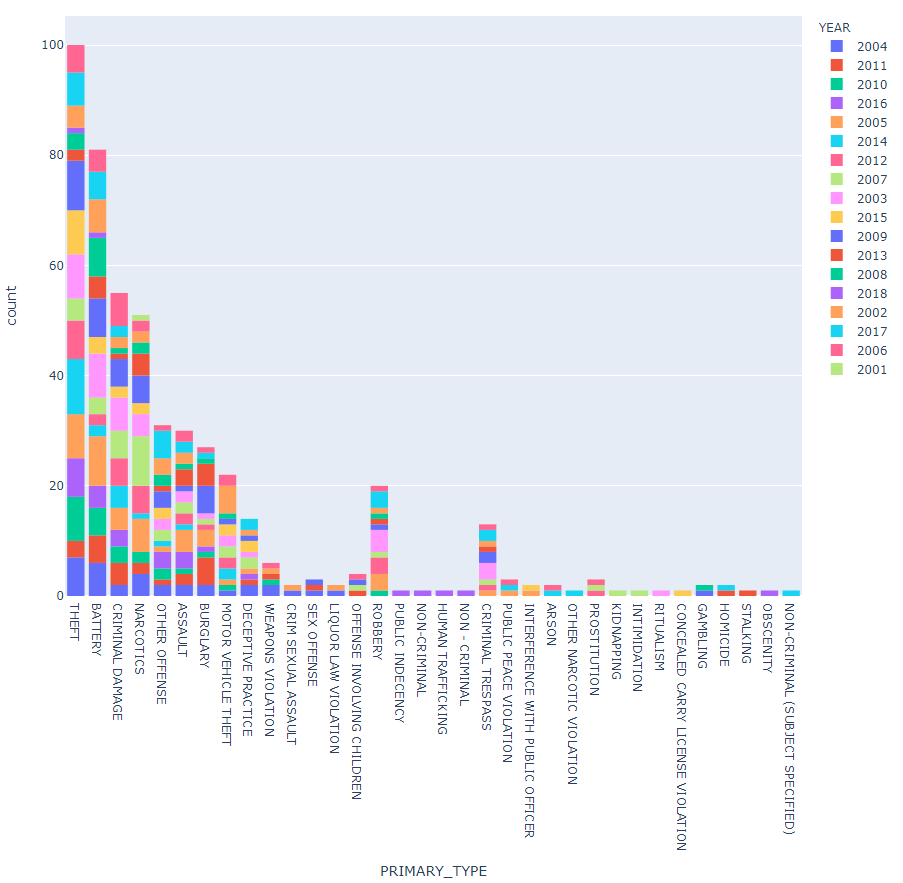 YEAR
2004
2011
2010
2016
2005
2014
2012
2007
2003
2015
2009
2013
2008
2018
2002
2017
2006
2001
100
80
60
40
20
0
count
THEFT
BATTERY
CRIMINAL DAMAGE
NARCOTICS
OTHER OFFENSE
ASSAULT
BURGLARY
MOTOR VEHICLE THEFT
DECEPTIVE PRACTICE
WEAPONS VIOLATION
CRIM SEXUAL ASSAULT
SEX OFFENSE
LIQUOR LAW VIOLATION
OFFENSE INVOLVING CHILDREN
ROBBERY
PUBLIC INDECENCY
NON-CRIMINAL
HUMAN TRAFFICKING
NON - CRIMINAL
CRIMINAL TRESPASS
PUBLIC PEACE VIOLATION
INTERFERENCE WITH PUBLIC OFFICER
ARSON
OTHER NARCOTIC VIOLATION
PROSTITUTION
KIDNAPPING
INTIMIDATION
RITUALISM
CONCEALED CARRY LICENSE VIOLATION
GAMBLING
HOMICIDE
STALKING
OBSCENITY
NON-CRIMINAL (SUBJECT SPECIFIED)
PRIMARY_TYPE